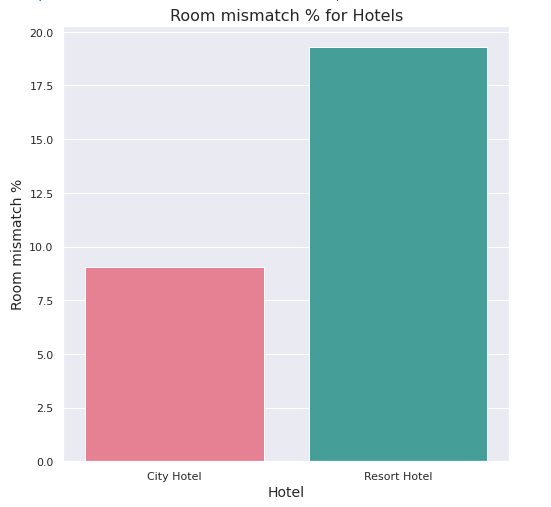 Room mismatch % for Hotels
20.0
17.5
15.0
12.5
10.0
7.5
5.0
2.5
0.0
Room mismatch %
City Hotel
Resort Hotel
Hotel